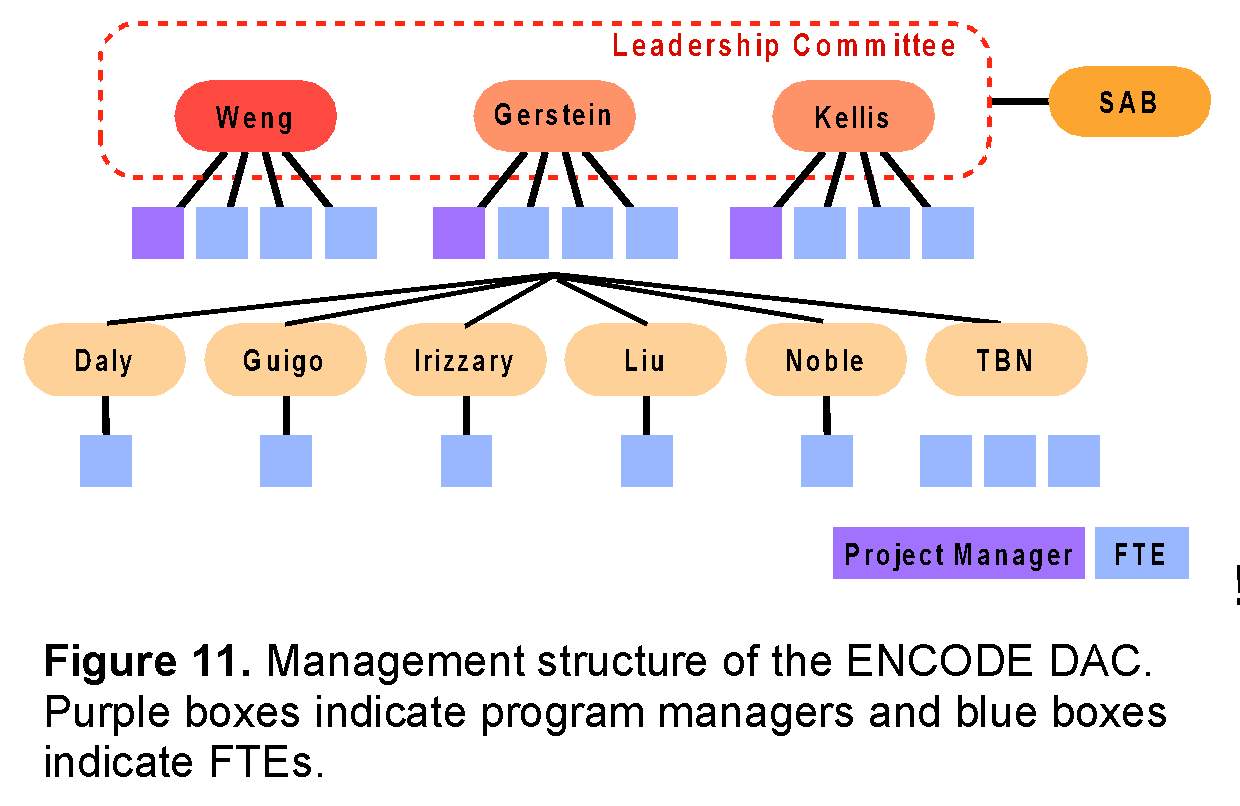 Leadership Committee
Weng Gerstein Kellis SAB
Daly Guigo Irizzary Liu Noble TBN
Project Manager FTE
!
Figure 11. Management structure of the ENCODE DAC.
Purple boxes indicate program managers and blue boxes
indicate FTEs.